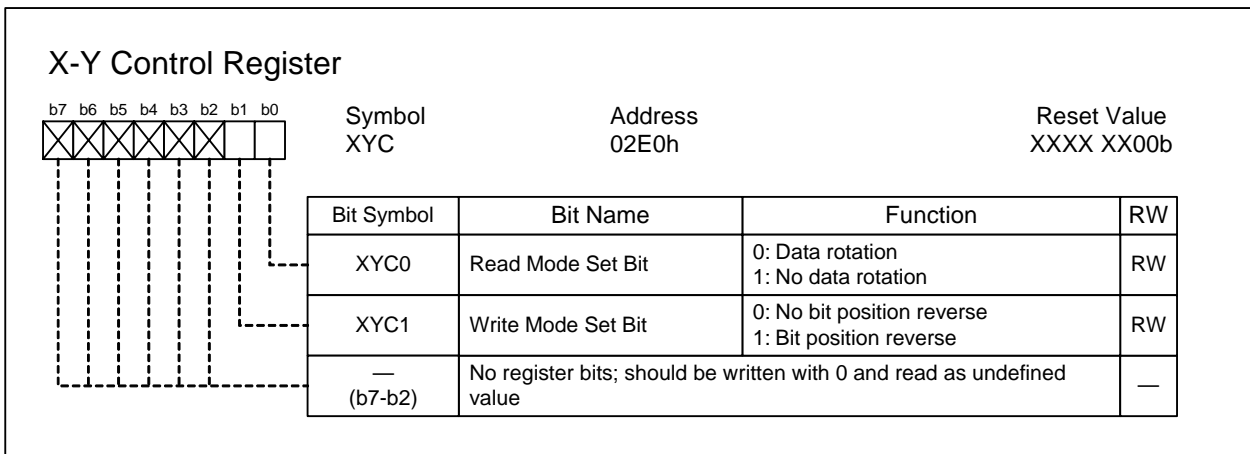 X-Y Control Register
b7 b6 b5 b4 b3 b2 b1 b0
Symbol Address Reset Value
XYC 02E0h XXXX XX00b
Bit Symbol Bit Name Function RW
XYC0 Read Mode Set Bit 0: Data rotation
1: No data rotation RW
XYC1 Write Mode Set Bit 0: No bit position reverse
1: Bit position reverse RW
—
(b7-b2) No register bits; should be written with 0 and read as undefined
value —